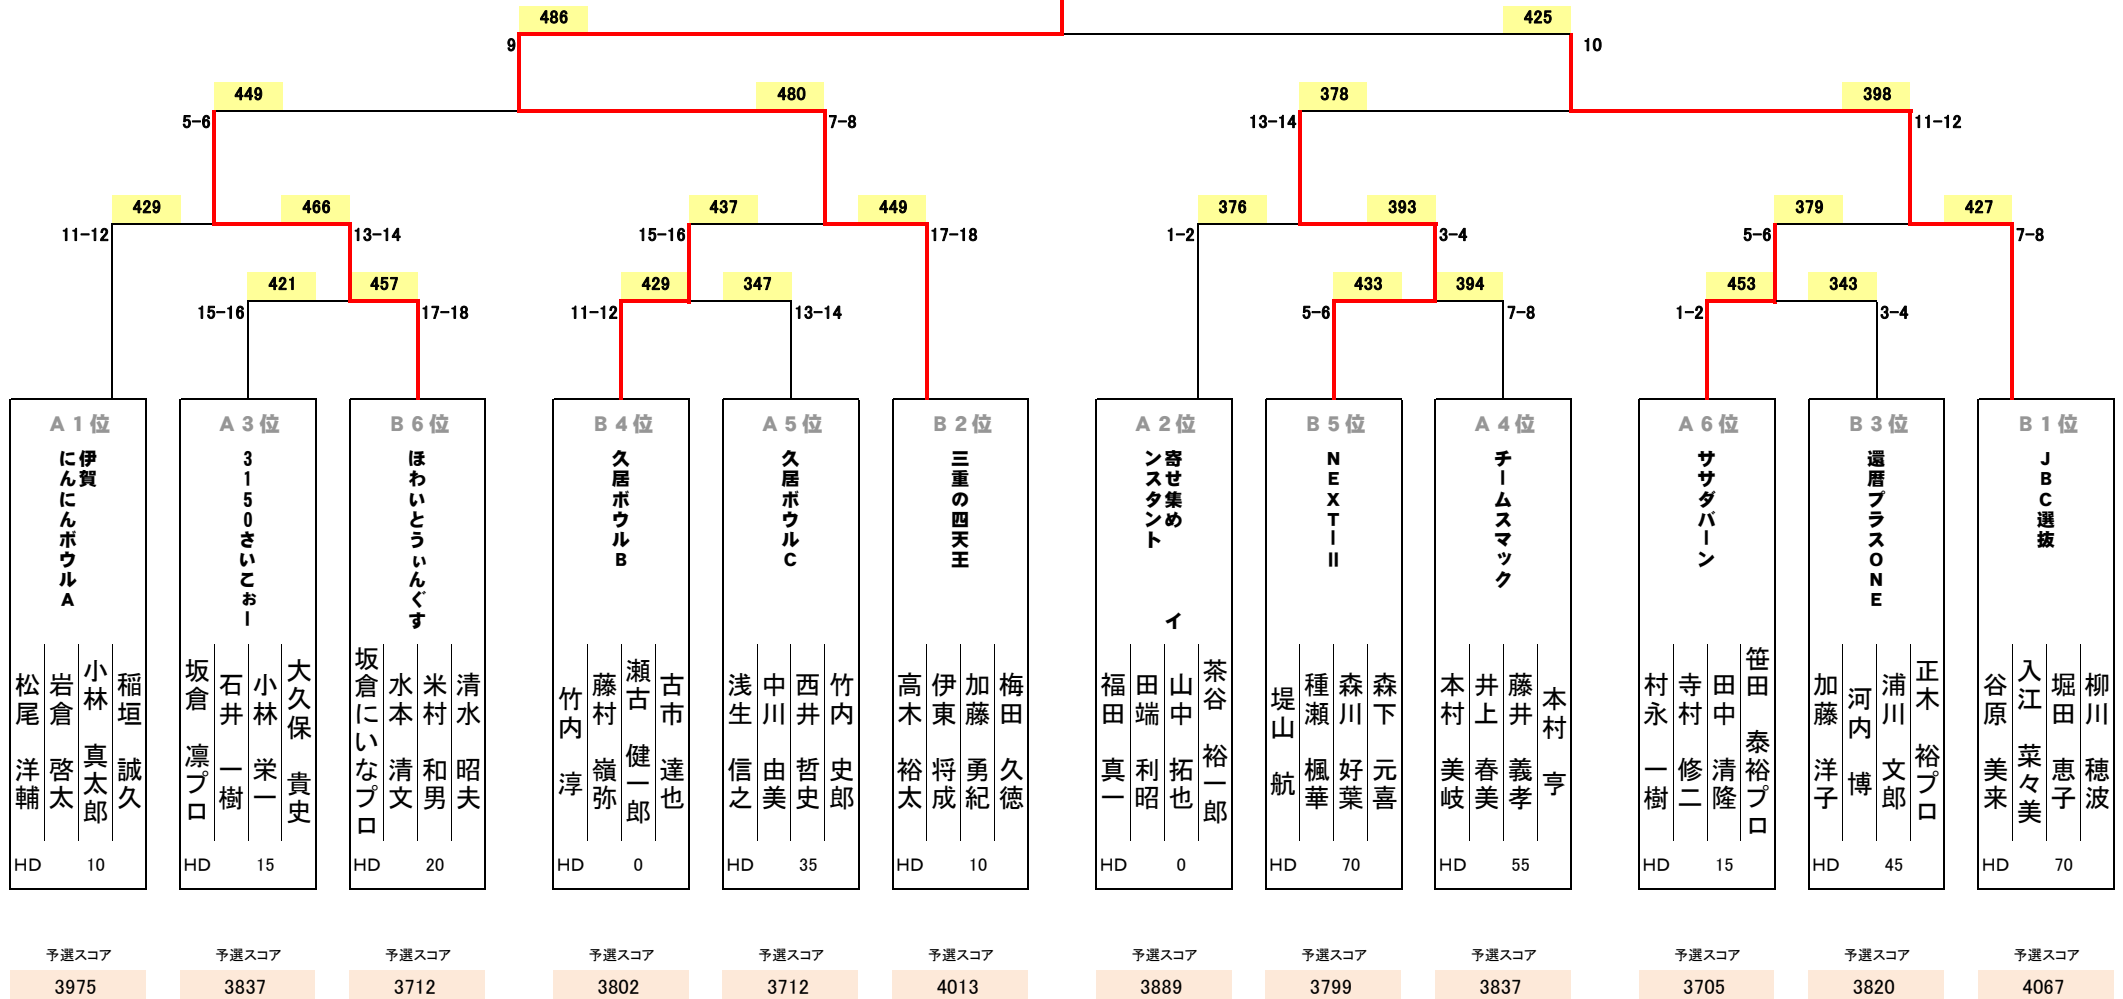 486
425
9
10
449
480
378
398
5-6
7-8
13-14
11-12
429
466
437
449
376
393
379
427
11-12
13-14
15-16
17-18
1-2
3-4
5-6
7-8
421
457
429
347
433
394
453
343
15-16
17-18
11-12
13-14
5-6
7-8
1-2
3-4
A1位
伊賀
にんにんボウルA
稲垣 誠久
小林 真太郎
岩倉 啓太
松尾 洋輔
HD 10
A3位
3150さいこぉー
大久保 貴史
小林 栄一
石井 一樹
坂倉 凛プロ
HD 15
B6位
ほわいとうぃんぐす
清水 昭夫
米村 和男
水本 清文
坂倉にいなプロ
HD 20
B4位
久居ボウルB
古市 達也
瀬古 健一郎
藤村 嶺弥
竹内 淳
HD 0
A5位
久居ボウルC
竹内 史郎
西井 哲史
中川 由美
浅生 信之
HD 35
B2位
三重の四天王
梅田 久徳
加藤 勇紀
伊東 将成
高木 裕太
HD 10
A2位
寄せ集め イ
ンスタント
茶谷 裕一郎
山中 拓也
田端 利昭
福田 真一
HD 0
B5位
NEXT-II
森下 元喜
森川 好葉
種瀬 楓華
堤山 航
HD 70
A4位
チームスマック
本村 亨
藤井 義孝
井上 春美
本村 美岐
HD 55
A6位
ササダバーン
笹田 泰裕プロ
田中 清隆
寺村 修二
村永 一樹
HD 15
B3位
還暦プラスONE
正木 裕プロ
浦川 文郎
河内 博
加藤 洋子
HD 45
B1位
JBC選抜
柳川 穂波
堀田 恵子
入江 菜々美
谷原 美来
HD 70
予選スコア
予選スコア
予選スコア
予選スコア
予選スコア
予選スコア
予選スコア
予選スコア
予選スコア
予選スコア
予選スコア
予選スコア
3975
3837
3712
3802
3712
4013
3889
3799
3837
3705
3820
4067